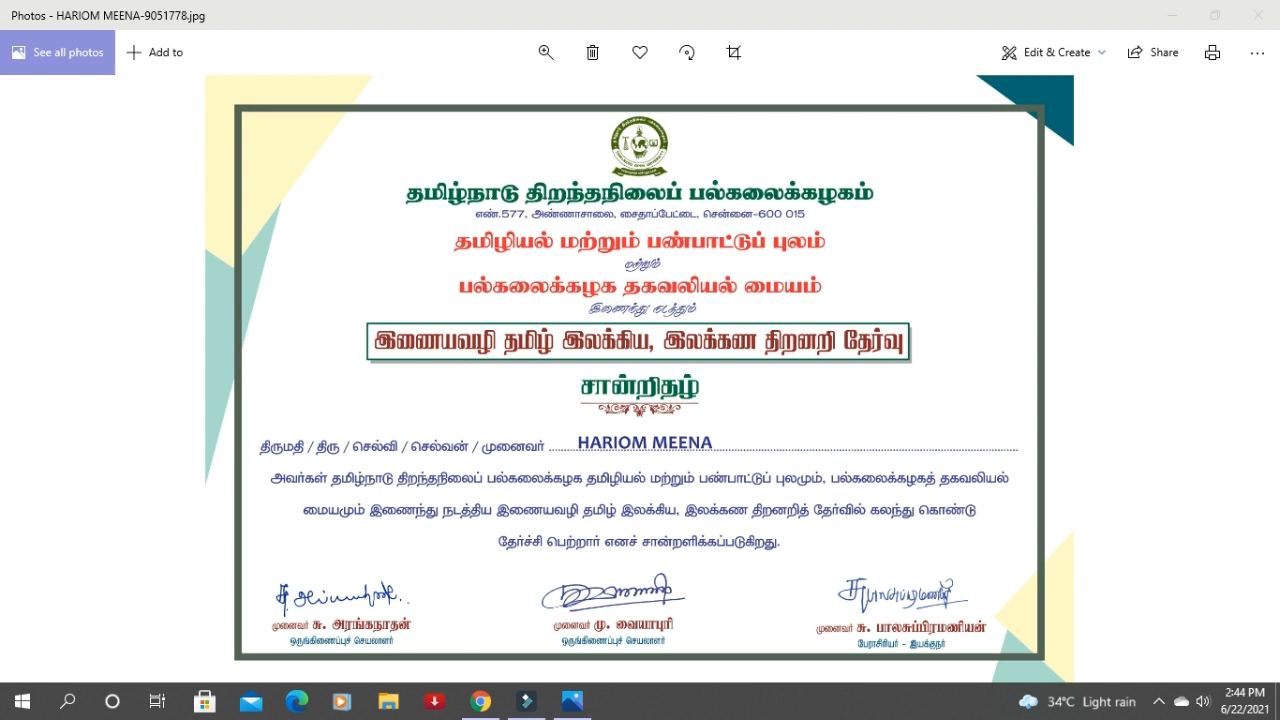 Photos - HARIOM MEENA-9051778.jpg
See all photos
Add to
Edit & Create
Share
தமிழ்நாடு திறந்தநிலைப் பல்கலைக்கழகம்
எண்.577, அண்ணாசாலை, சைதாப்பேட்டை, சென்னை-600 015
தமிழியல் மற்றும் பண்பாட்டுப் புலம்
மற்றும்
பல்கலைக்கழக தகவலியல் மையம்
இணைந்து நடத்தும்
இணையவழி தமிழ் இலக்கிய, இலக்கண திறனறி தேர்வு
சான்றிதழ்
திருமதி / திரு / செல்வி / செல்வன் / முனைவர் HARIOM MEENA
அவர்கள் தமிழ்நாடு திறந்தநிலைப் பல்கலைக்கழக தமிழியல் மற்றும் பண்பாட்டுப் புலமும், பல்கலைக்கழகத் தகவலியல்
மையமும் இணைந்து நடத்திய இணையவழி தமிழ் இலக்கிய, இலக்கண திறனறித் தேர்வில் கலந்து கொண்டு
தேர்ச்சி பெற்றார் எனச் சான்றளிக்கப்படுகிறது.
முனைவர் சு. அரங்கநாதன்
ஒருங்கிணைப்புச் செயலாளர்
முனைவர் மு. வையாபுரி
ஒருங்கிணைப்புச் செயலாளர்
முனைவர் சு. பாலசுப்பிரமணியன்
பேராசிரியர் - இயக்குநர்
34°C Light rain
2:44 PM
6/22/2021